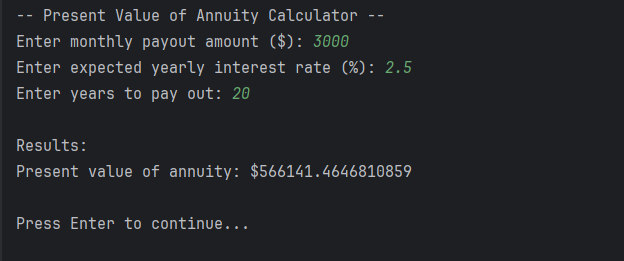 -- Present Value of Annuity Calculator --
Enter monthly payout amount ($): 3000
Enter expected yearly interest rate (%): 2.5
Enter years to pay out: 20
Results:
Present value of annuity: $566141.4646810859
Press Enter to continue...